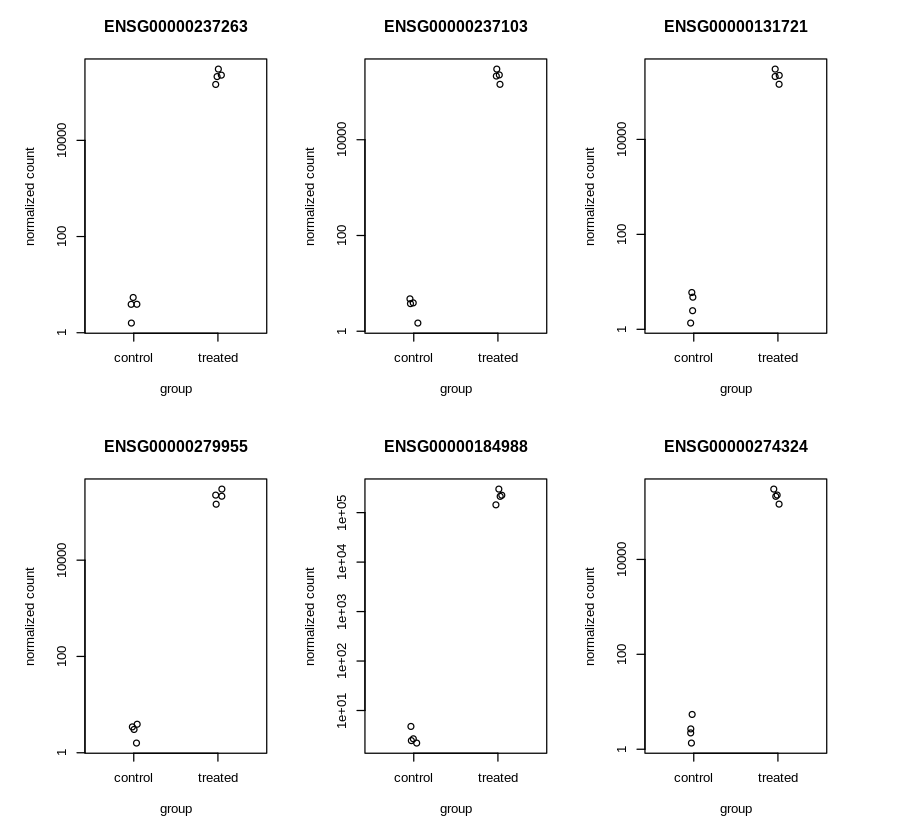 ENSG00000237263
normalized count
10000
100
1
control treated
group
ENSG00000237103
normalized count
10000
100
1
control treated
group
ENSG00000131721
normalized count
10000
100
1
control treated
group
ENSG00000279955
normalized count
10000
100
1
control treated
group
ENSG00000184988
normalized count
1e+05
1e+04
1e+03
1e+02
1e+01
control treated
group
ENSG00000274324
normalized count
10000
100
1
control treated
group